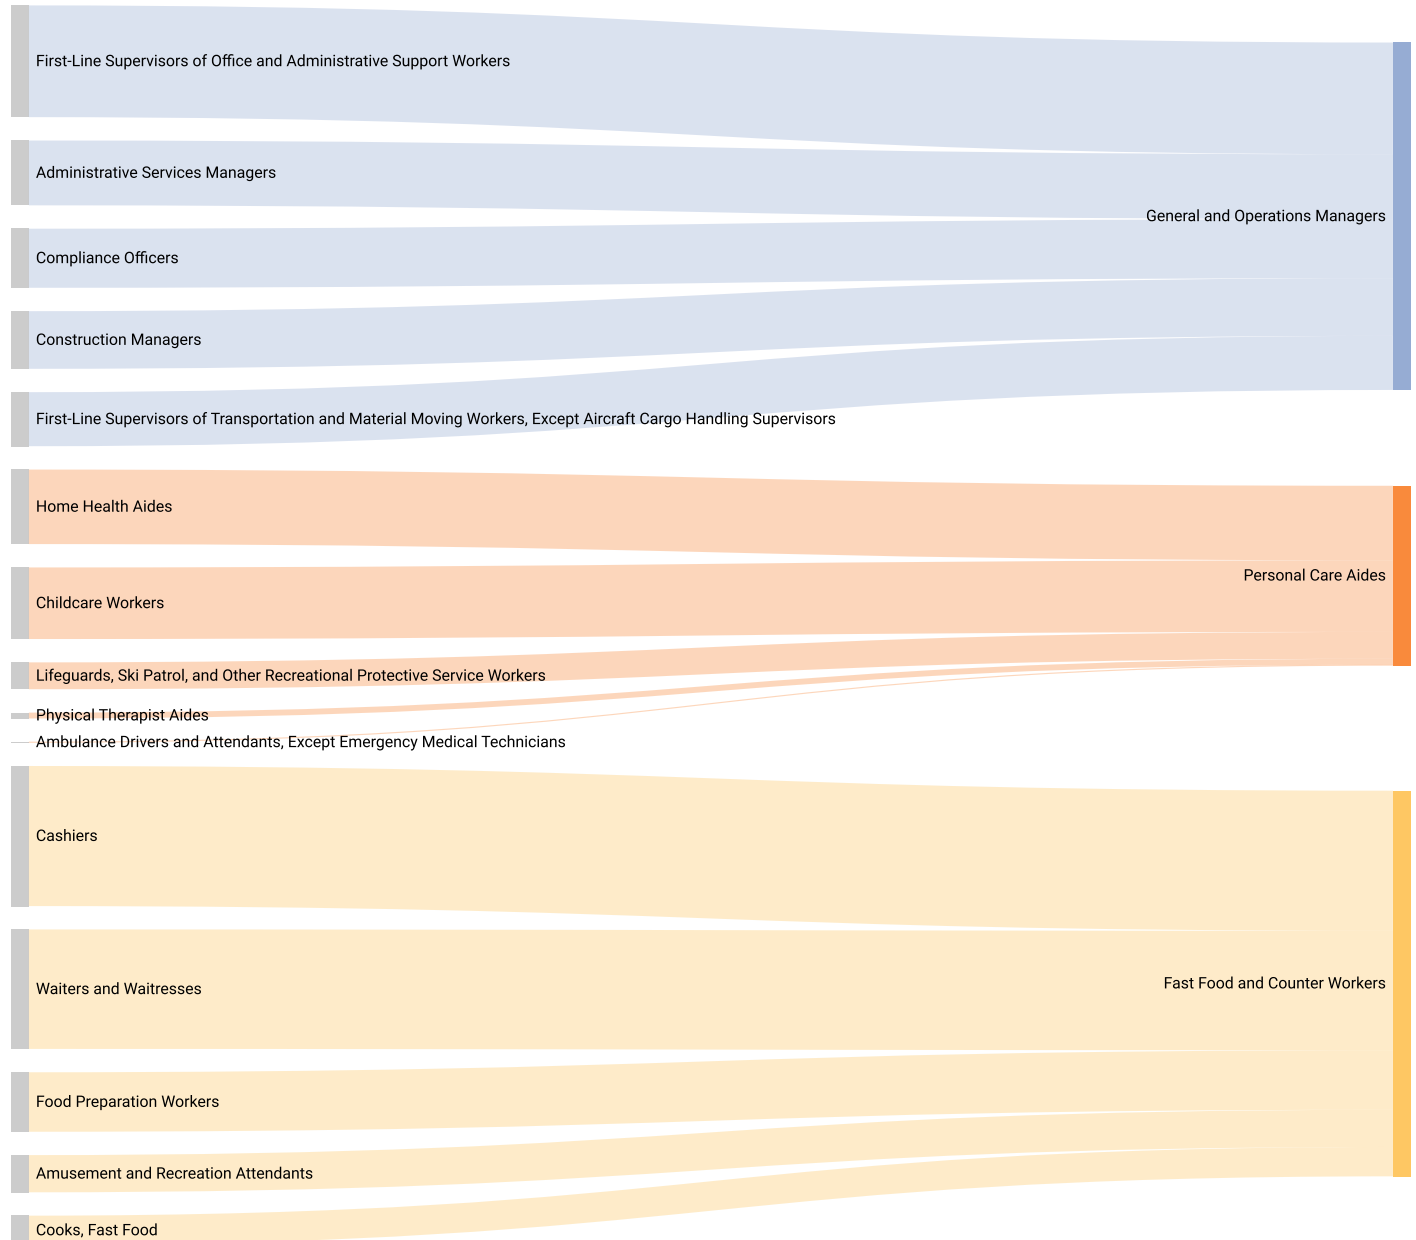 First-Line Supervisors of Office and Administrative Support Workers
Administrative Services Managers
General and Operations Managers
Compliance Officers
Construction Managers
First-Line Supervisors of Transportation and Material Moving Workers, Except Aircraft Cargo Handling Supervisors
Home Health Aides
Personal Care Aides
Childcare Workers
Lifeguards, Ski Patrol, and Other Recreational Protective Service Workers
Physical Therapist Aides
Ambulance Drivers and Attendants, Except Emergency Medical Technicians
Cashiers
Fast Food and Counter Workers
Waiters and Waitresses
Food Preparation Workers
Amusement and Recreation Attendants
Cooks, Fast Food